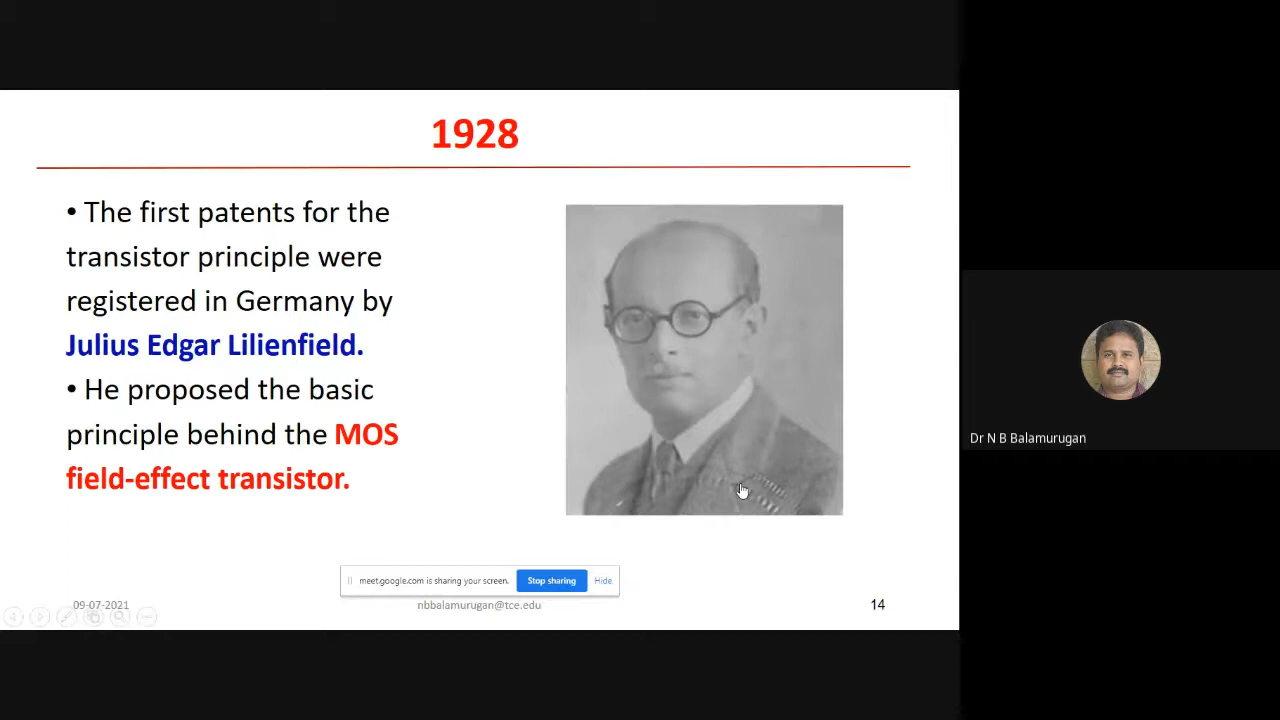 1928
• The first patents for the
transistor principle were
registered in Germany by
Julius Edgar Lilienfield.
• He proposed the basic
principle behind the MOS
field-effect transistor.
meet.google.com is sharing your screen. Stop sharing Hide
09-07-2021 nbbalamurugan@tce.edu 14
Dr N B Balamurugan